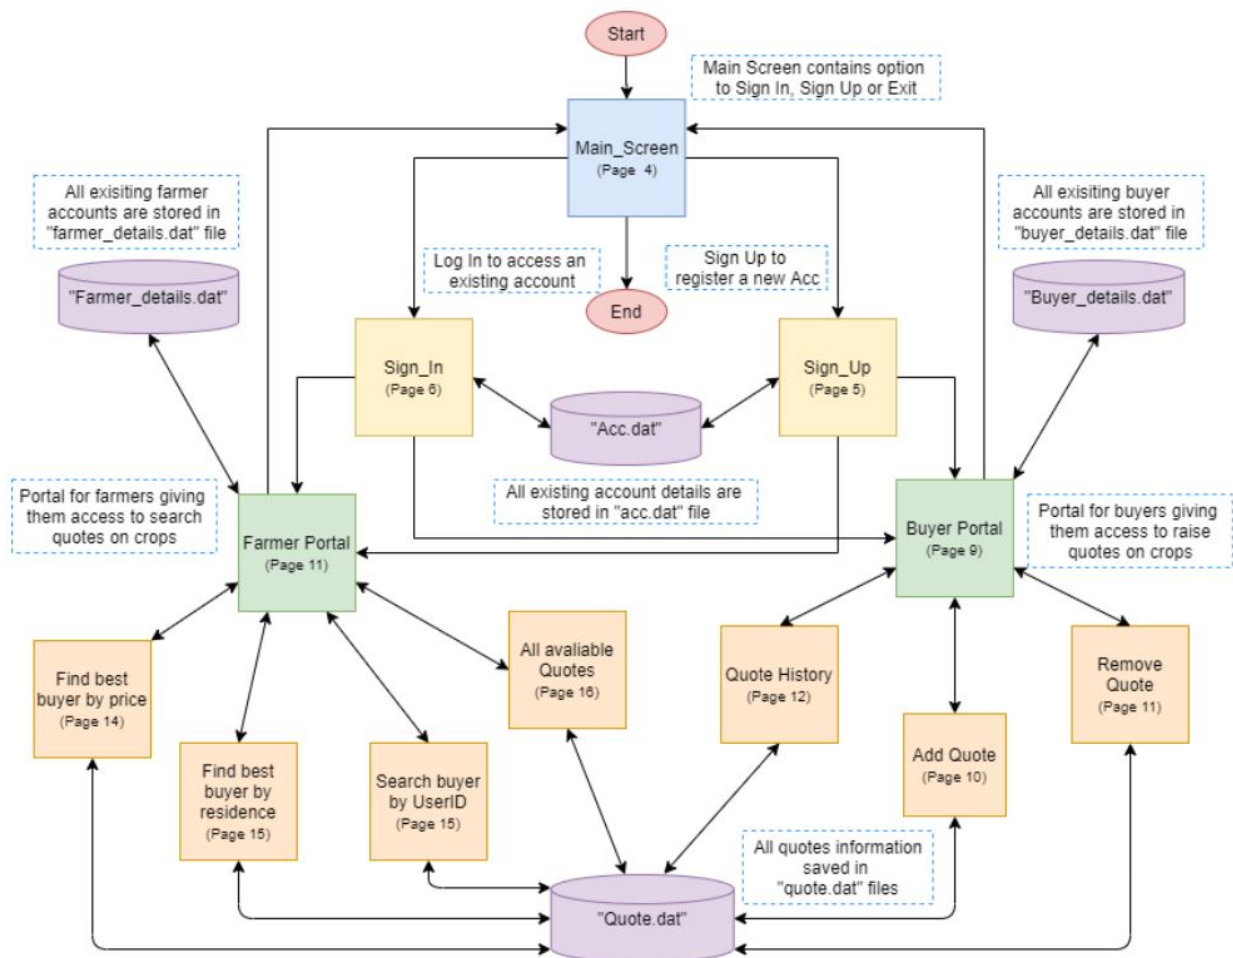 Start
Main Screen contains option
to Sign In, Sign Up or Exit
Main_Screen
(Page 4)
All exisiting farmer
accounts are stored in
"farmer_details.dat" file
All exisiting buyer
accounts are stored in
"buyer_details.dat" file
Log In to access an
existing account
Sign Up to
register a new Acc
"Farmer_details.dat"
End
"Buyer_details.dat"
Sign_In
(Page 6)
Sign_Up
(Page 5)
"Acc.dat"
Portal for farmers giving
them access to search
quotes on crops
All existing account details are
stored in "acc.dat" file
Farmer Portal
(Page 11)
Buyer Portal
(Page 9)
Portal for buyers giving
them access to raise
quotes on crops
Find best
buyer by price
(Page 14)
All avaliable
Quotes
(Page 16)
Quote History
(Page 12)
Remove
Quote
(Page 11)
Find best
buyer by
residence
(Page 15)
Search buyer
by UserID
(Page 15)
Add Quote
(Page 10)
All quotes information
saved in
"quote.dat" files
"Quote.dat"